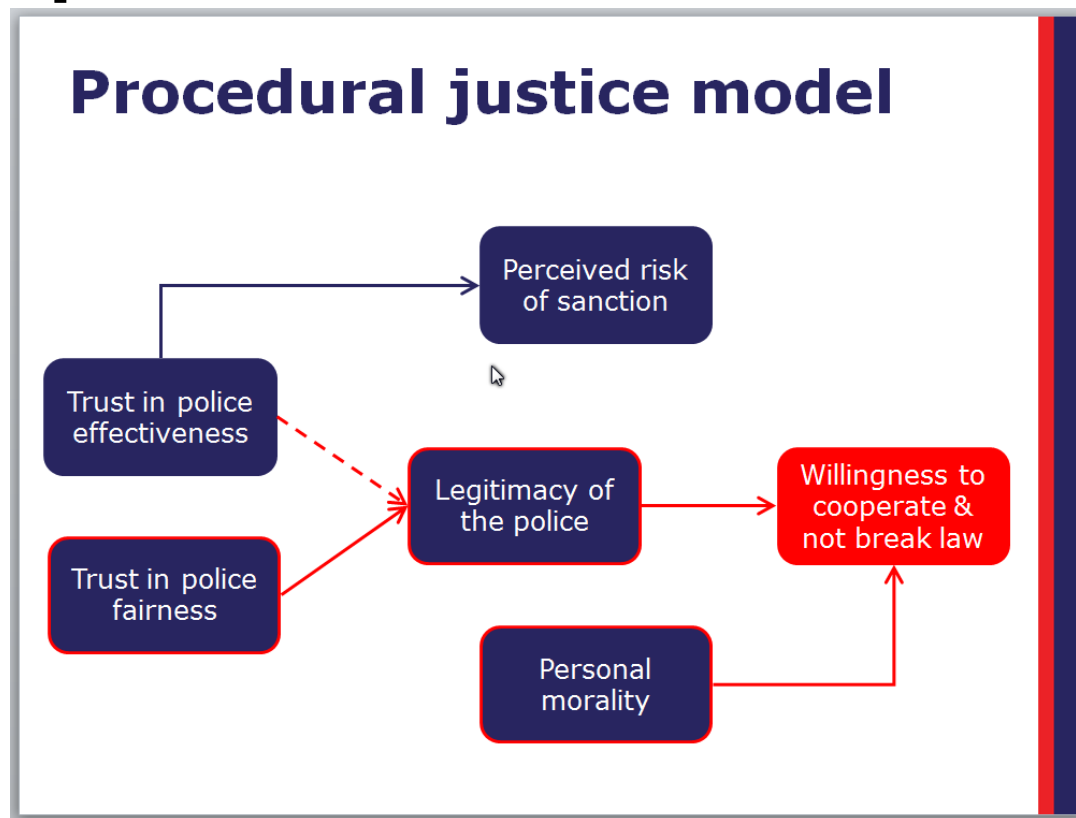 Procedural justice model
Perceived risk
of sanction
Trust in police
effectiveness
Legitimacy of
the police
Willingness to
cooperate &
not break law
Trust in police
fairness
Personal
morality